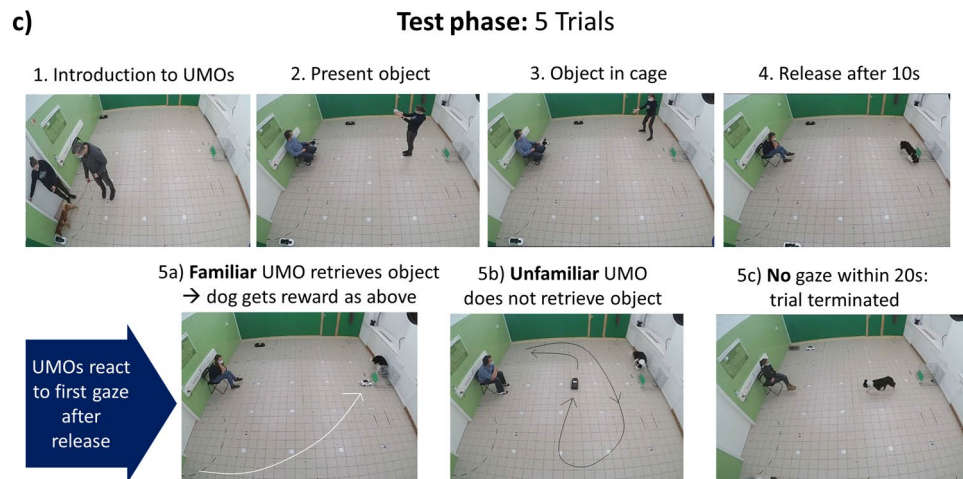 c)
Test phase: 5 Trials
1. Introduction to UMOs
2. Present object
3. Object in cage
4. Release after 10s
5a) Familiar UMO retrieves object
→ dog gets reward as above
5b) Unfamiliar UMO
does not retrieve object
5c) No gaze within 20s:
trial terminated
UMOs react
to first gaze
after
release